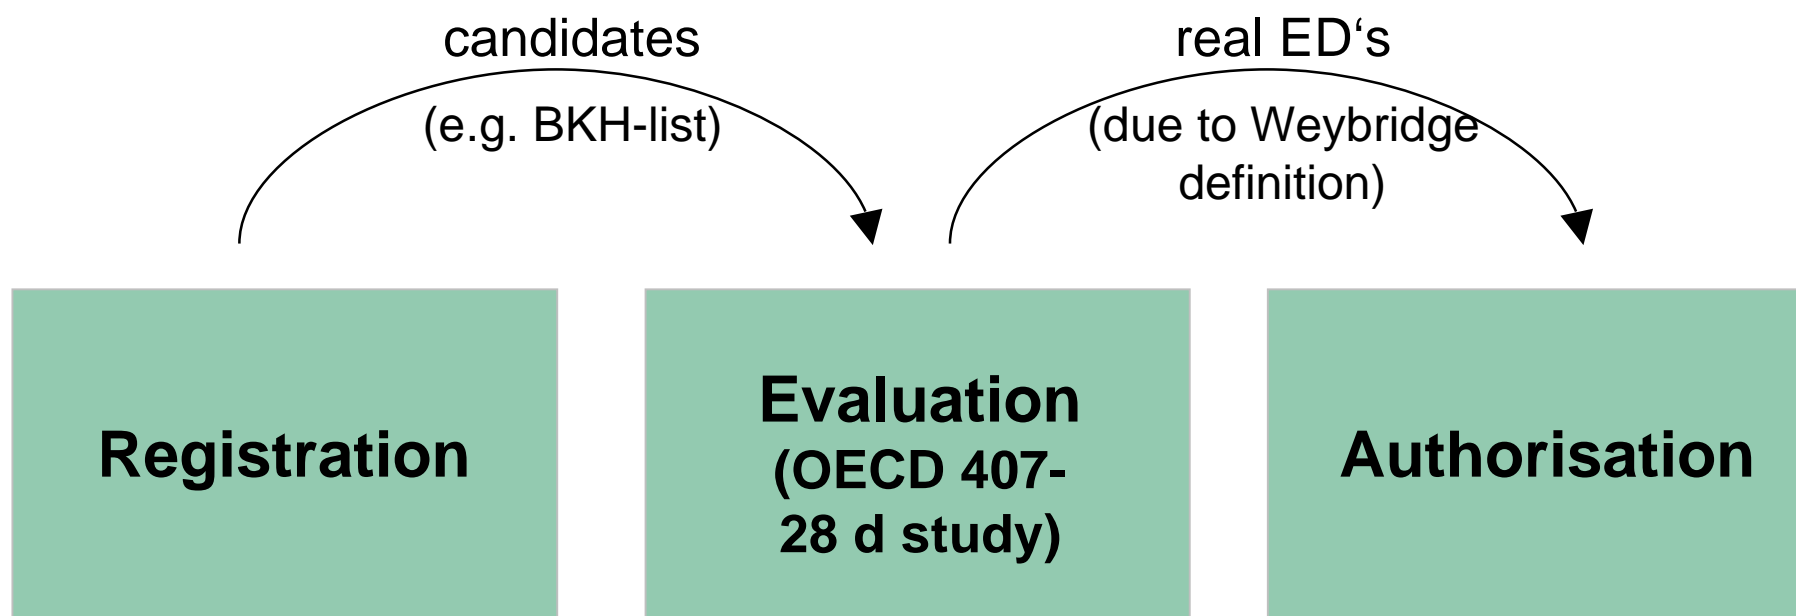 candidates
(e.g. BKH-list)
real ED‘s
(due to Weybridge
definition)
Registration
Evaluation
(OECD 407-
28 d study)
Authorisation